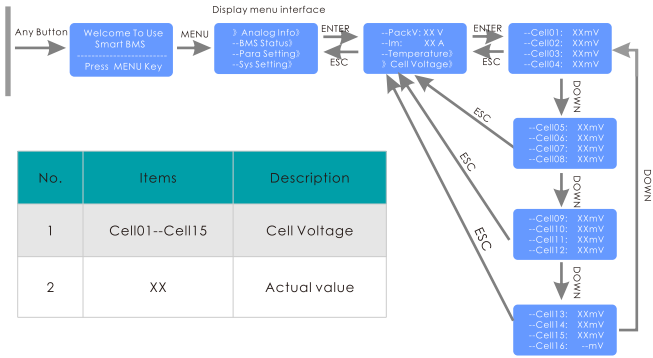 Display menu interface
Any Button
Welcome To Use
Smart BMS
Press MENU Key
MENU
》 Analog Info》
--BMS Status》
--Para Setting》
--Sys Setting》
ENTER
ESC
--PackV: XX V
--Im: XX A
--Temperature》
》 Cell Voltage》
ENTER
ESC
--Cell01: XXmV
--Cell02: XXmV
--Cell03: XXmV
--Cell04: XXmV
DOWN
ESC
--Cell05: XXmV
--Cell06: XXmV
--Cell07: XXmV
--Cell08: XXmV
DOWN
ESC
--Cell09: XXmV
--Cell10: XXmV
--Cell11: XXmV
--Cell12: XXmV
DOWN
ESC
--Cell13: XXmV
--Cell14: XXmV
--Cell15: XXmV
--Cell16: --mV
DOWN
No. Items Description
1 Cell01--Cell15 Cell Voltage
2 XX Actual value